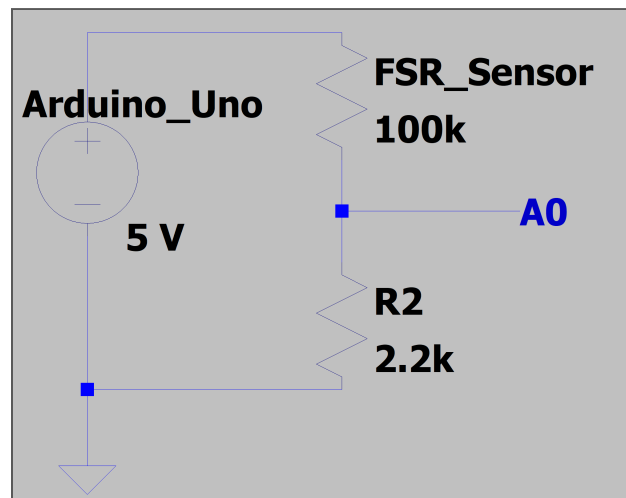 FSR_Sensor
100k
Arduino_Uno
5 V
A0
R2
2.2k